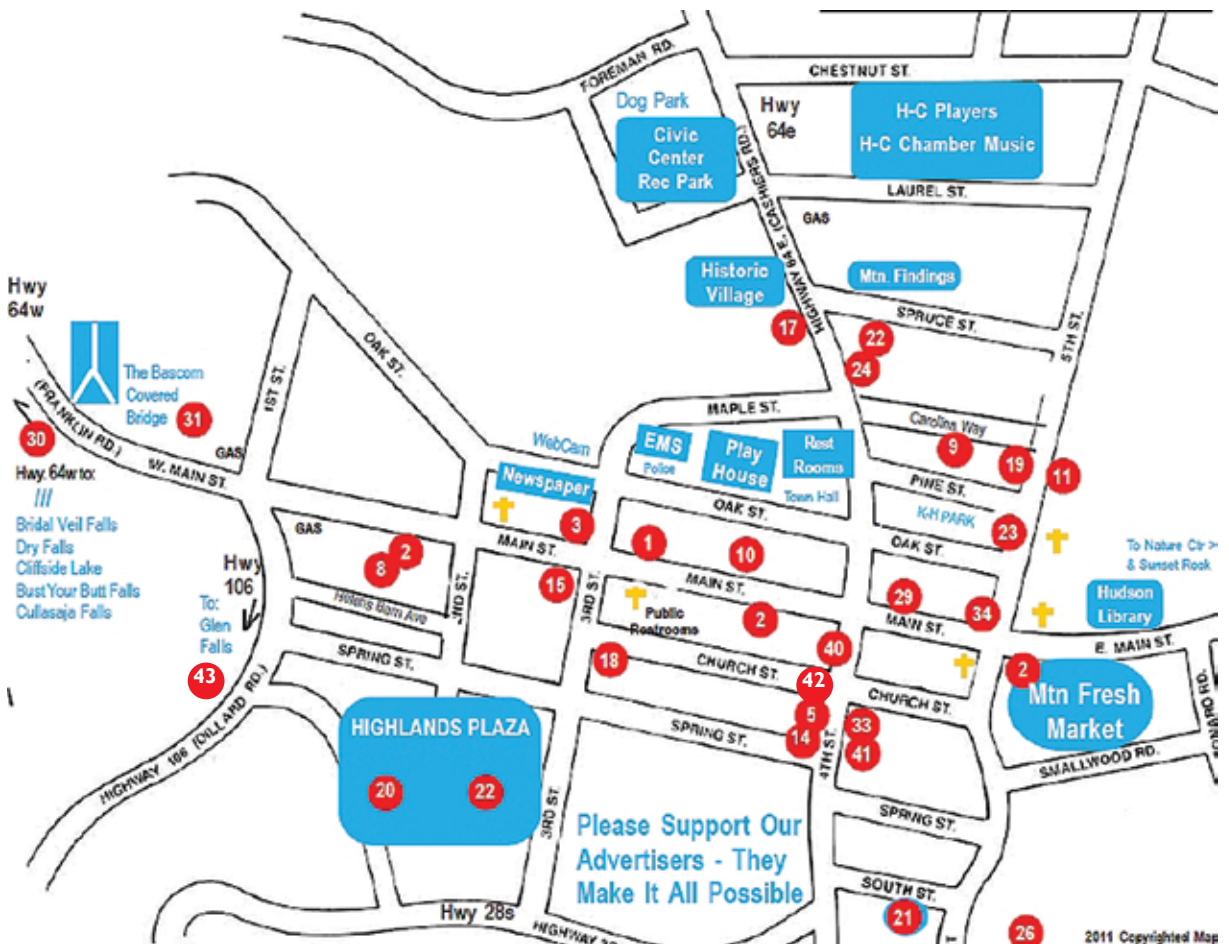 FOREMAN RD.
CHESTNUT ST.
Dog Park
Hwy
64e
Civic
Center
Rec Park
H-C Players
H-C Chamber Music
LAUREL ST.
GAS
HIGHWAY 64 E. (CASHIERS RD.)
Historic
Village
Mtn. Findings
SPRUCE ST.
5TH ST.
17
22
24
Hwy
64w
The Bascom
Covered
Bridge
31
30
(FRANKLIN RD.)
W. MAIN ST.
GAS
1ST ST.
OAK ST.
Hwy. 64w to:
///
Bridal Veil Falls
Dry Falls
Cliffside Lake
Bust Your Butt Falls
Cullasaja Falls
MAPLE ST.
WebCam
Newspaper
EMS
Police
Play
House
Rest
Rooms
Town Hall
Carolina Way
9
19
11
PINE ST.
K-H PARK
23
OAK ST.
OAK ST.
3
1
10
GAS
2
8
MAIN ST.
15
MAIN ST.
29
34
MAIN ST.
To Nature Ctr >
& Sunset Rock
Hudson
Library
E. MAIN ST.
Hwy
106
To:
Glen
Falls
43
Helens Barn Ave
2ND ST.
3RD ST.
Public
Restrooms
2
40
SPRING ST.
18
CHURCH ST.
42
CHURCH ST.
2
Mtn Fresh
Market
HIGHWAY 106 (DILLARD RD.)
HIGHLANDS PLAZA
20
22
3RD ST.
SPRING ST.
5
14
4TH ST.
33
41
SMALLWOOD RD.
SPRING ST.
Please Support Our
Advertisers - They
Make It All Possible
SOUTH ST.
21
Hwy 28s
26
2011 Copyrighted Map